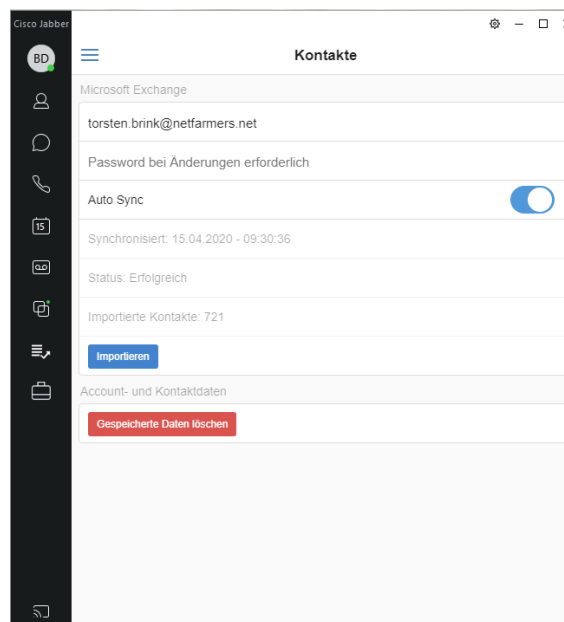 Cisco Jabber
BD
Kontakte
Microsoft Exchange
torsten.brink@netfarmers.net
Password bei Änderungen erforderlich
Auto Sync
15
Synchronisiert: 15.04.2020 - 09:30:36
Status: Erfolgreich
Importierte Kontakte: 721
Importieren
Account- und Kontaktdaten
Gespeicherte Daten löschen